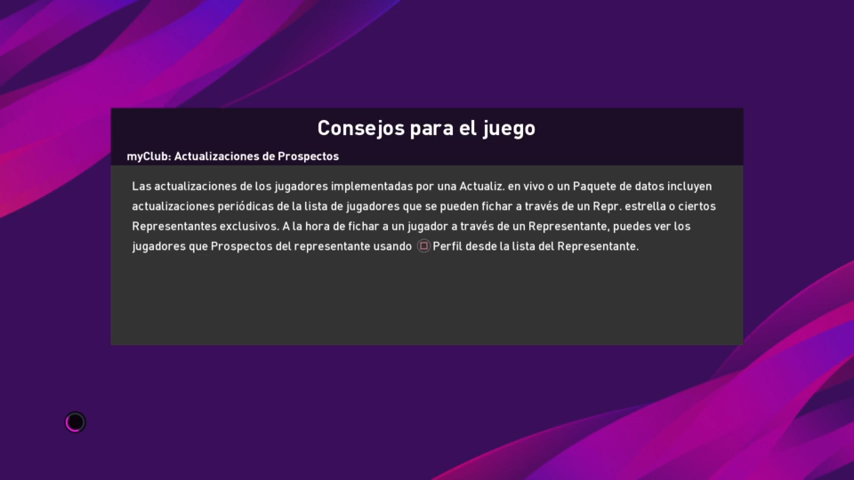 Consejos para el juego
myClub: Actualizaciones de Prospectos
Las actualizaciones de los jugadores implementadas por una Actualiz. en vivo o un Paquete de datos incluyen
actualizaciones periódicas de la lista de jugadores que se pueden fichar a través de un Repr. estrella o ciertos
Representantes exclusivos. A la hora de fichar a un jugador a través de un Representante, puedes ver los
jugadores que Prospectos del representante usando Perfil desde la lista del Representante.